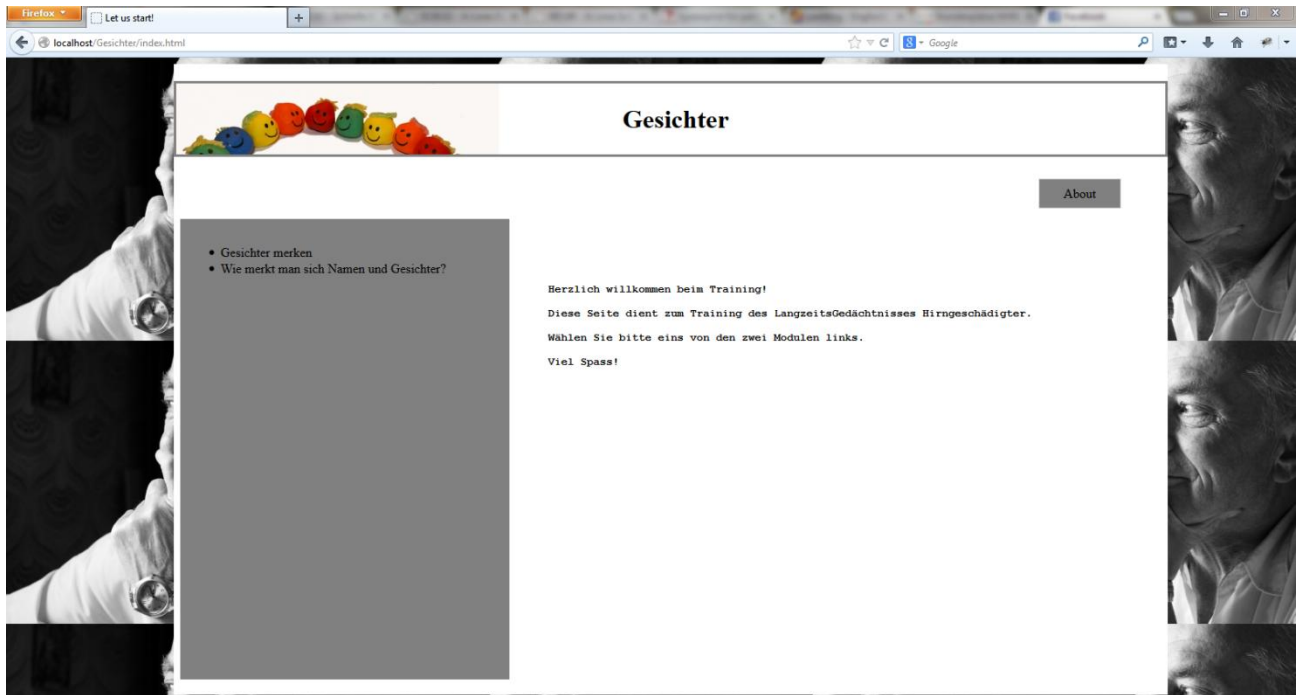 Firefox
Let us start!
localhost/Gesichter/index.html
Google
Gesichter
About
Gesichter merken
Wie merkt man sich Namen und Gesichter?
Herzlich willkommen beim Training!
Diese Seite dient zum Training des LangzeitsGedächtnisses Hirngeschädigter.
Wählen Sie bitte eins von den zwei Modulen links.
Viel Spass!